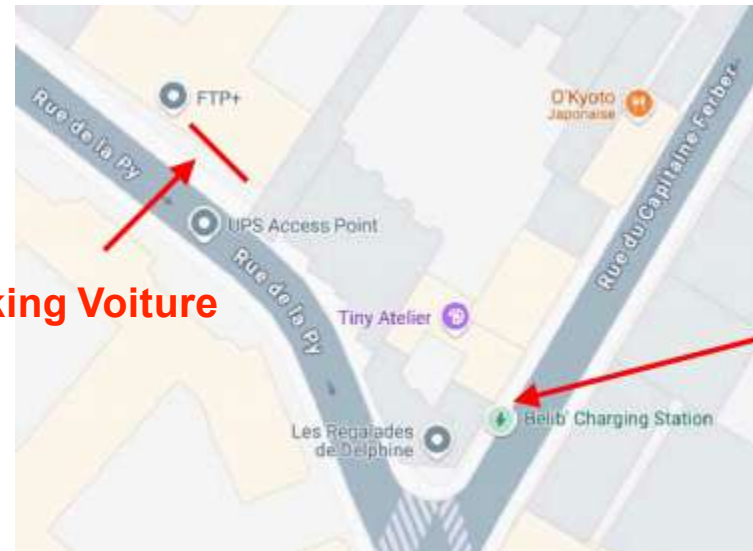 FTP+
O'Kyoto
Japonaise
Rue de la Py
UPS Access Point
Rue du Capitaine Ferber
king Voiture
Rue de la Py
Tiny Atelier
Belib' Charging Station
Les Regalades
de Delphine